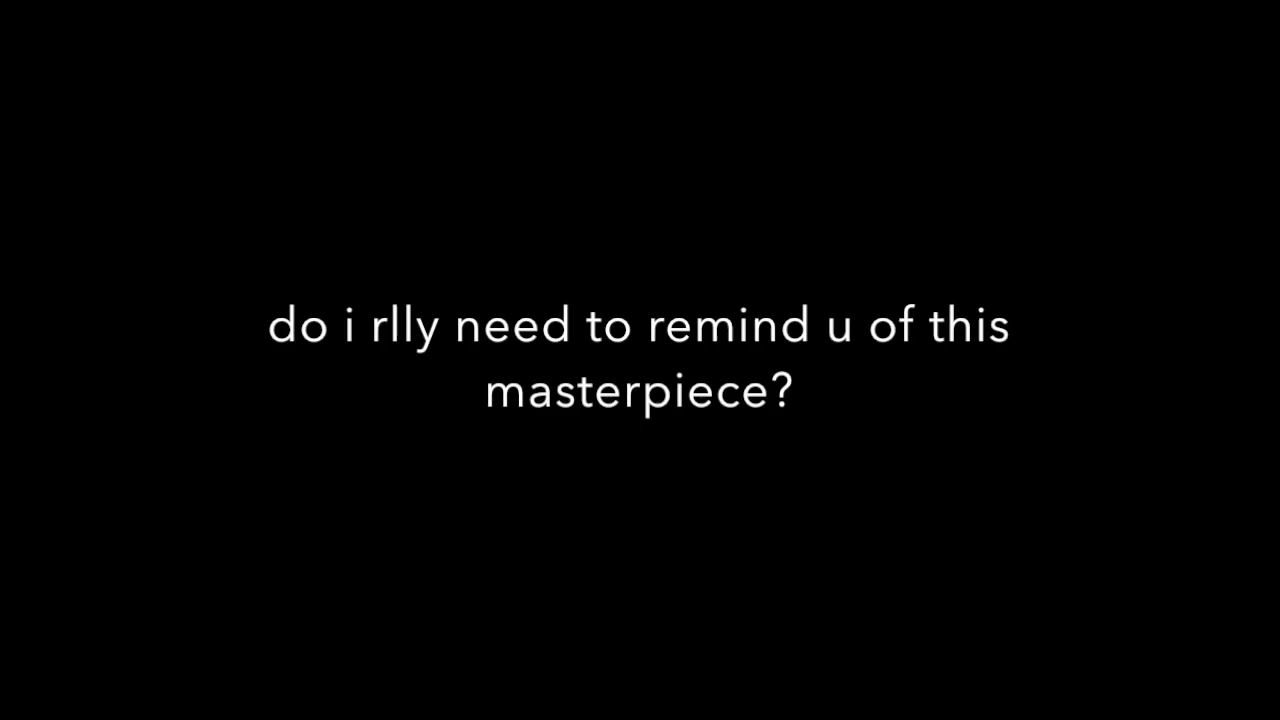 do i rlly need to remind u of this
masterpiece?